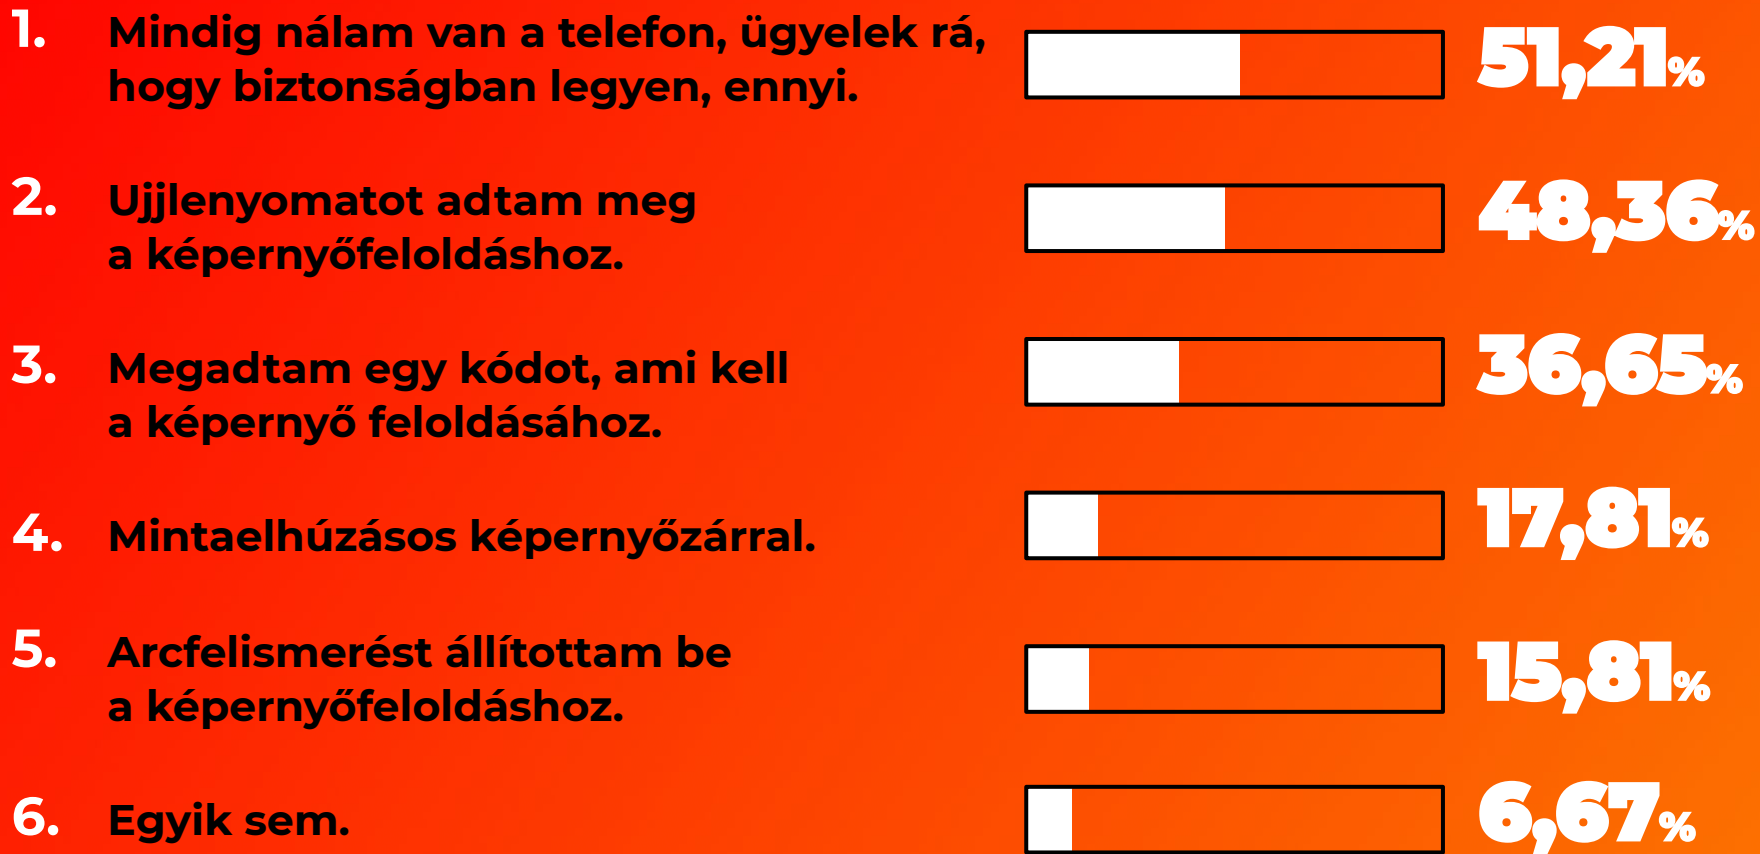 1. Mindig nálam van a telefon, ügyelek rá,
hogy biztonságban legyen, ennyi.
51,21%
2. Ujjlenyomatot adtam meg
a képernyőfeloldáshoz.
48,36%
3. Megadtam egy kódot, ami kell
a képernyő feloldásához.
36,65%
4. Mintaelhúzásos képernyőzárral.
17,81%
5. Arcfelismerést állítottam be
a képernyőfeloldáshoz.
15,81%
6. Egyik sem.
6,67%